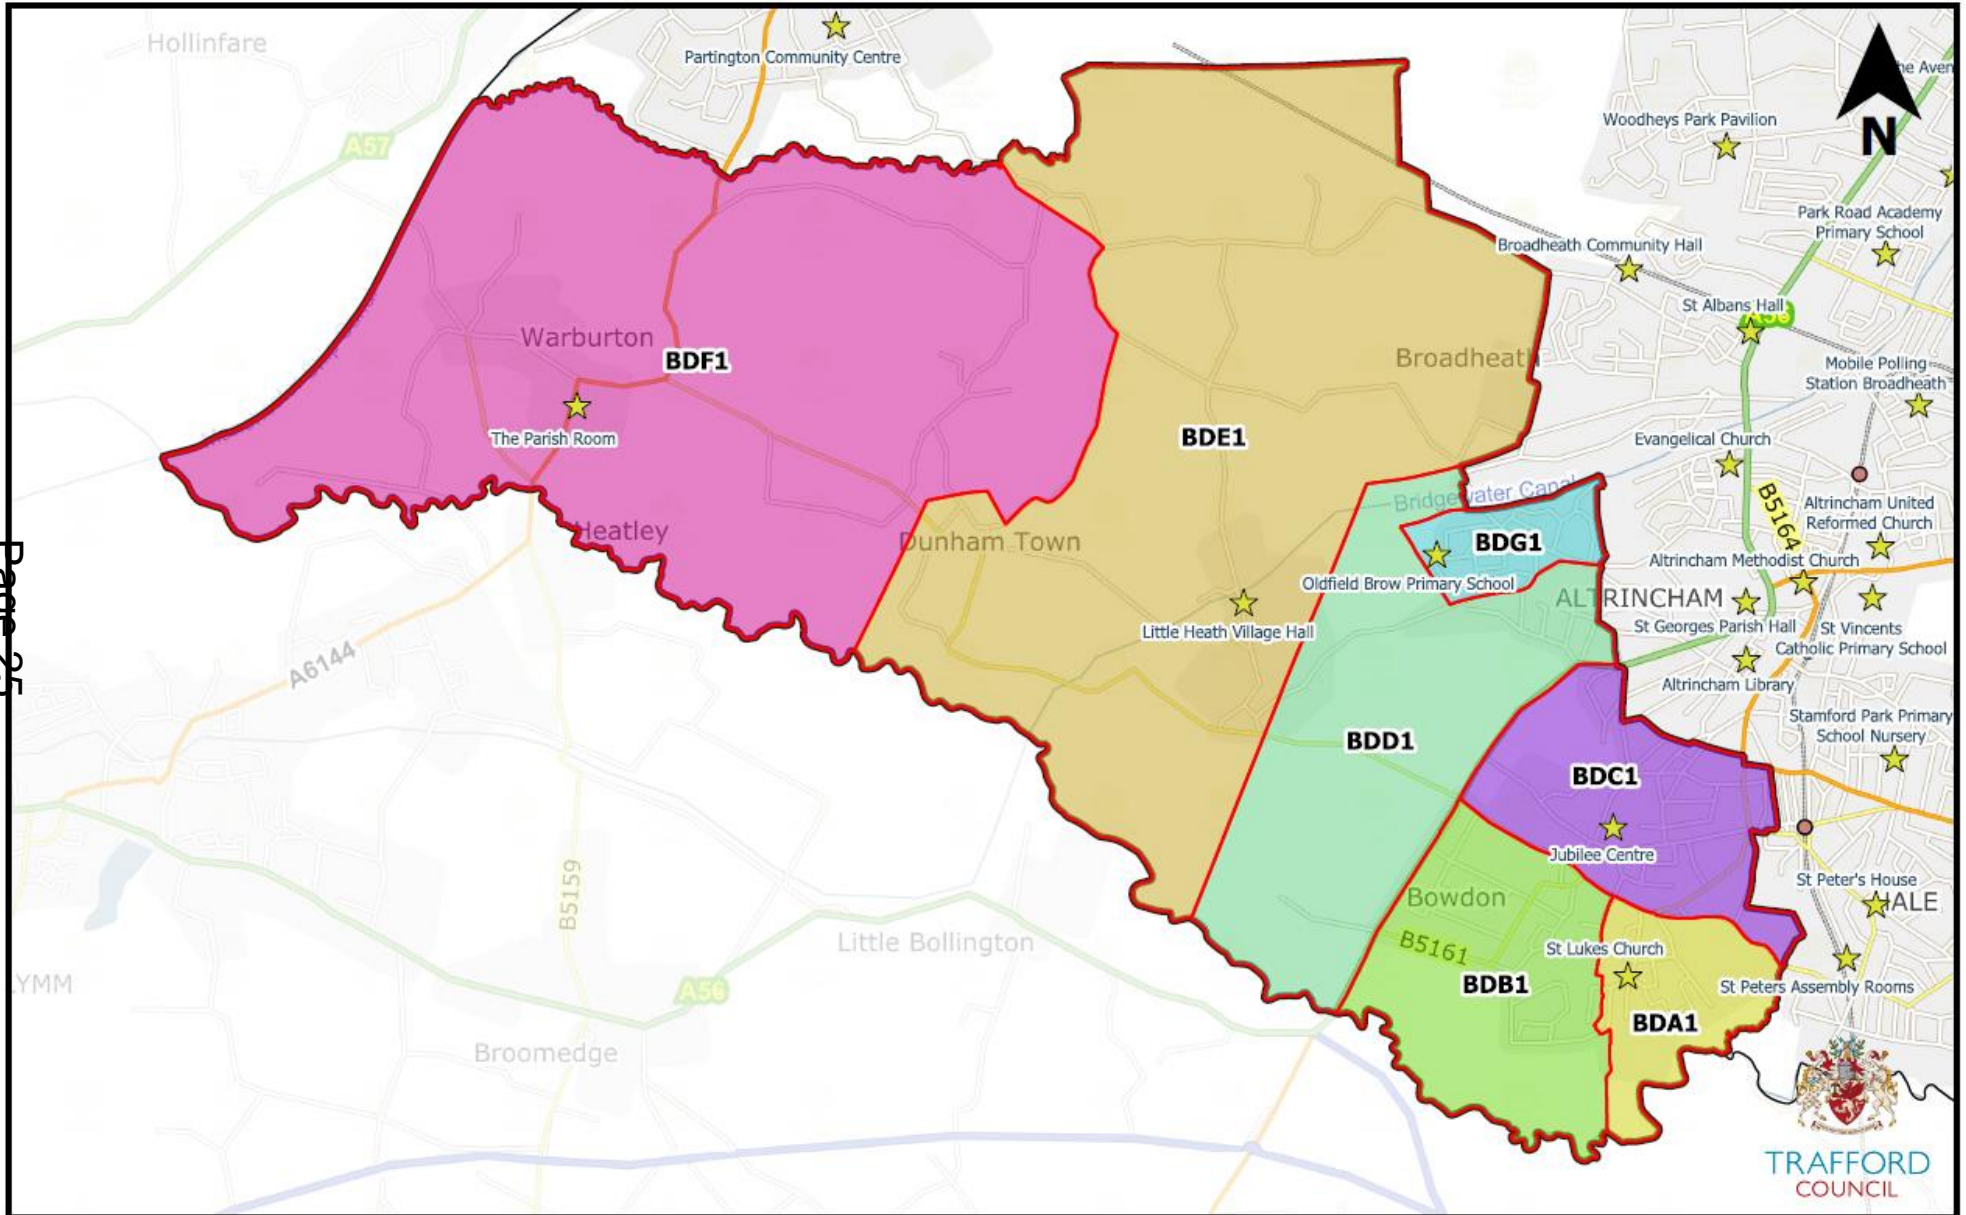 Hollinfare
Partington Community Centre
he Aven
A57
Woodheys Park Pavilion
N
Park Road Academy
Primary School
Broadheath Community Hall
St Albans Hall
A56
Warburton
BDF1
Broadheath
Mobile Polling
Station Broadheath
The Parish Room
BDE1
Evangelical Church
Bridgewater Canal
B5164
Altrincham United
Reformed Church
Heatley
Dunham Town
BDG1
Altrincham Methodist Church
Oldfield Brow Primary School
ALTRINCHAM
Little Heath Village Hall
St Georges Parish Hall
St Vincents
Catholic Primary School
Page 25
A6144
Altrincham Library
Stamford Park Primary
School Nursery
BDD1
BDC1
Jubilee Centre
B5159
St Peter's House
HALE
Bowdon
Little Bollington
B5161
St Lukes Church
LYMM
A56
BDB1
St Peters Assembly Rooms
BDA1
Broomedge
TRAFFORD
COUNCIL